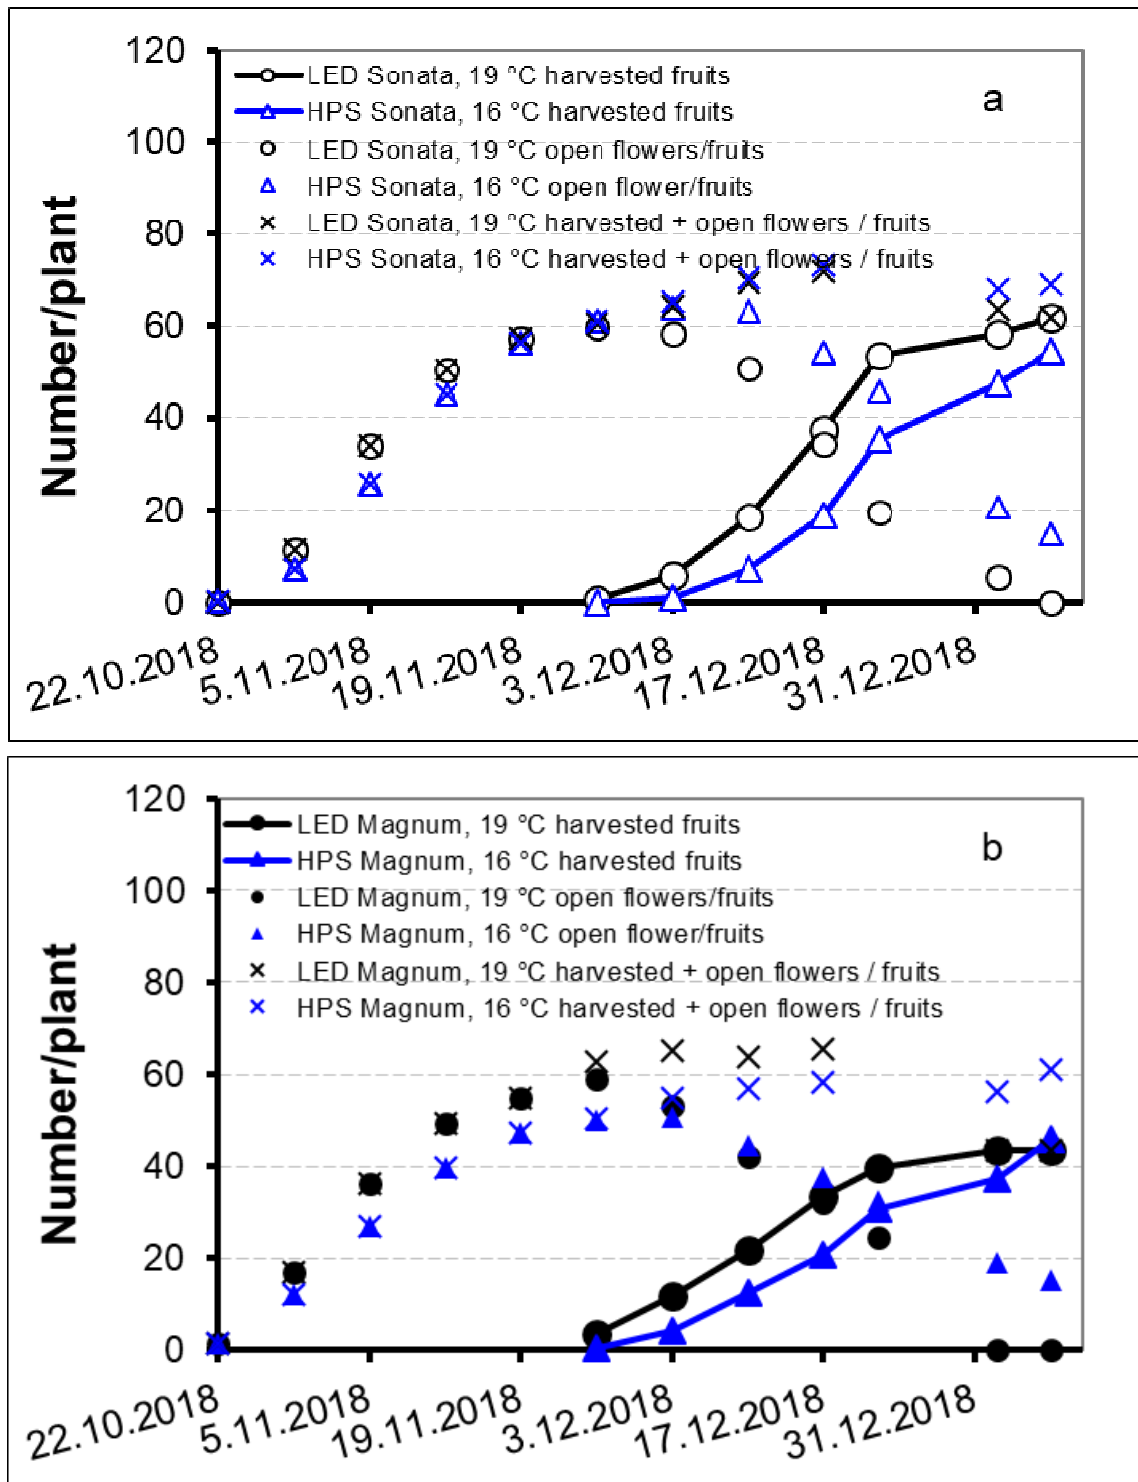 120
100
80
60
40
20
0
Number/plant
a
LED Sonata, 19 °C harvested fruits
HPS Sonata, 16 °C harvested fruits
LED Sonata, 19 °C open flowers/fruits
HPS Sonata, 16 °C open flower/fruits
LED Sonata, 19 °C harvested + open flowers / fruits
HPS Sonata, 16 °C harvested + open flowers / fruits
22.10.2018
5.11.2018
19.11.2018
3.12.2018
17.12.2018
31.12.2018
120
100
80
60
40
20
0
Number/plant
b
LED Magnum, 19 °C harvested fruits
HPS Magnum, 16 °C harvested fruits
LED Magnum, 19 °C open flowers/fruits
HPS Magnum, 16 °C open flower/fruits
LED Magnum, 19 °C harvested + open flowers / fruits
HPS Magnum, 16 °C harvested + open flowers / fruits
22.10.2018
5.11.2018
19.11.2018
3.12.2018
17.12.2018
31.12.2018